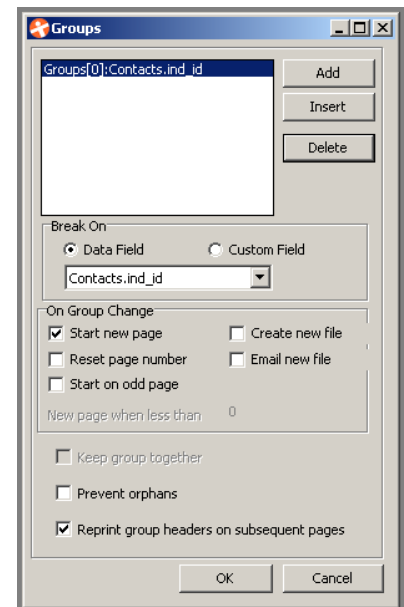 Groups
Groups[0]:Contacts.ind_id
Add
Insert
Delete
Break On
Data Field Custom Field
Contacts.ind_id
On Group Change
Start new page Create new file
Reset page number Email new file
Start on odd page
New page when less than 0
Keep group together
Prevent orphans
Reprint group headers on subsequent pages
OK Cancel